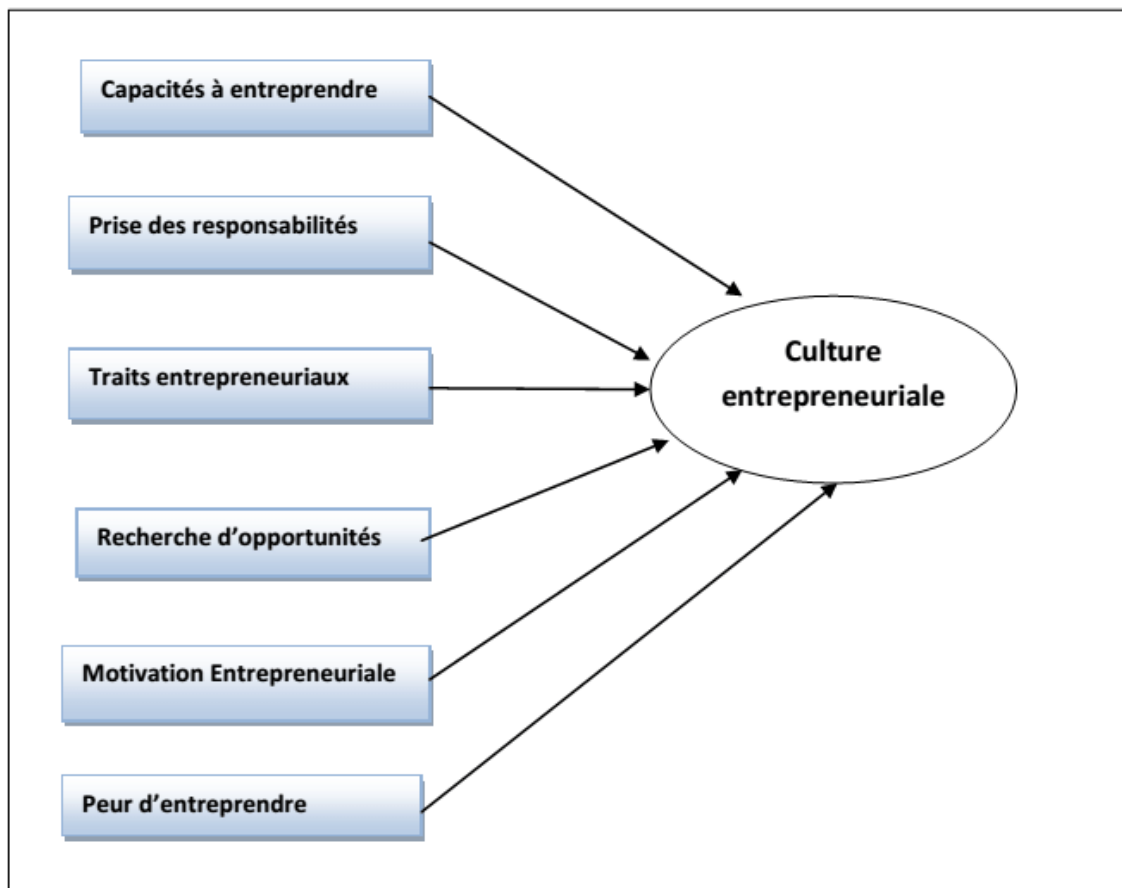 Capacités à entreprendre
Prise des responsabilités
Traits entrepreneuriaux
Culture
entrepreneuriale
Recherche d’opportunités
Motivation Entrepreneuriale
Peur d’entreprendre